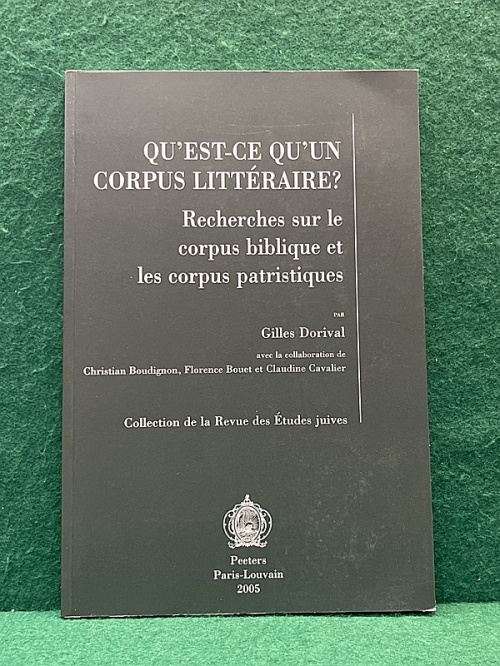 QU'EST-CE QU'UN
CORPUS LITTÉRAIRE?
Recherches sur le
corpus biblique et
les corpus patristiques
PAR
Gilles Dorival
avec la collaboration de
Christian Boudignon, Florence Bouet et Claudine Cavalier
Collection de la Revue des Études juives
Peeters
Paris-Louvain
2005